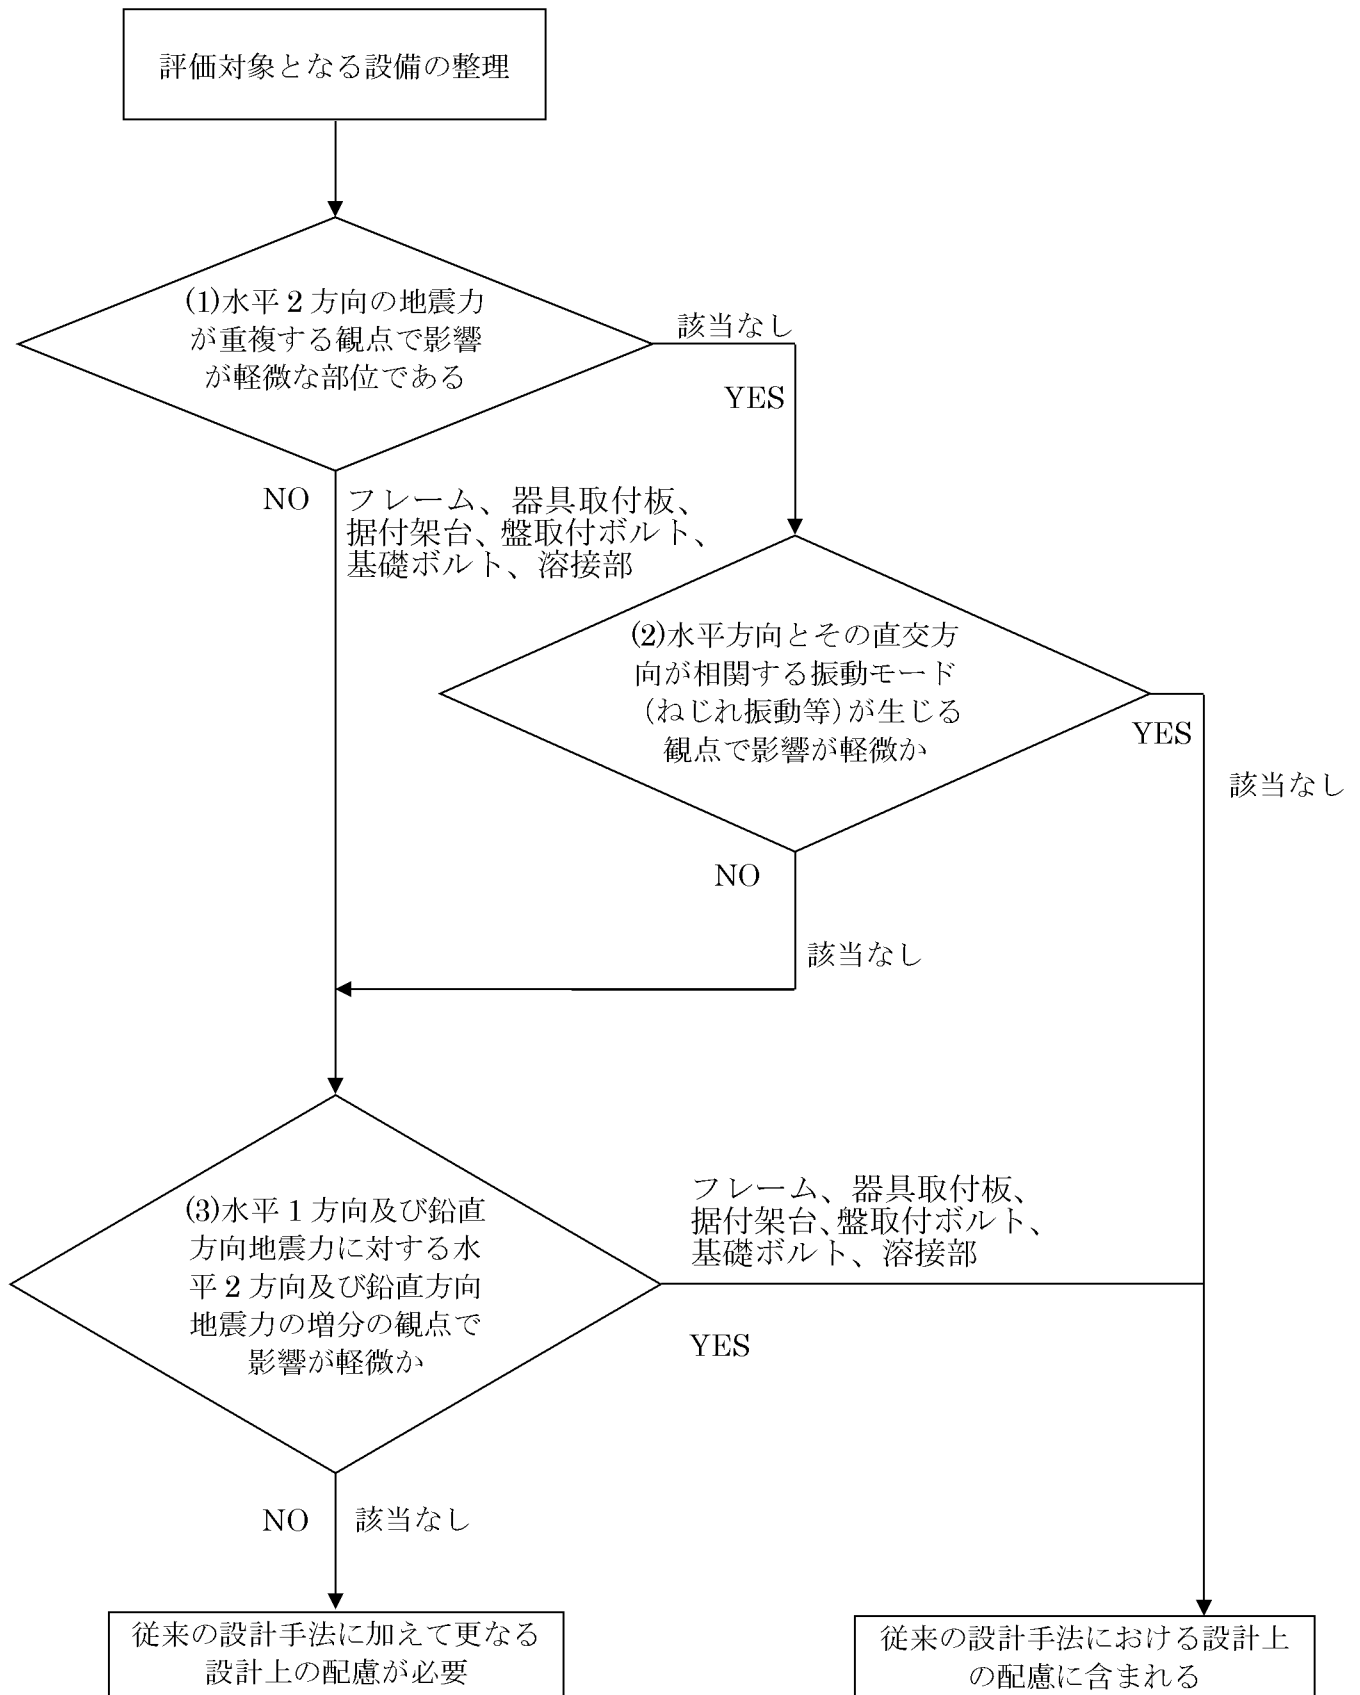 評価対象となる設備の整理
(1)水平 2 方向の地震力
が重複する観点で影響
が軽微な部位である
該当なし
YES
NO
フレーム、器具取付板、
据付架台、盤取付ボルト、
基礎ボルト、溶接部
(2)水平方向とその直交方
向が相関する振動モード
（ねじれ振動等）が生じる
観点で影響が軽微か
YES
該当なし
NO
該当なし
(3)水平 1 方向及び鉛直
方向地震力に対する水
平 2 方向及び鉛直方向
地震力の増分の観点で
影響が軽微か
フレーム、器具取付板、
据付架台、盤取付ボルト、
基礎ボルト、溶接部
YES
NO
該当なし
従来の設計手法に加えて更なる
設計上の配慮が必要
従来の設計手法における設計上
の配慮に含まれる